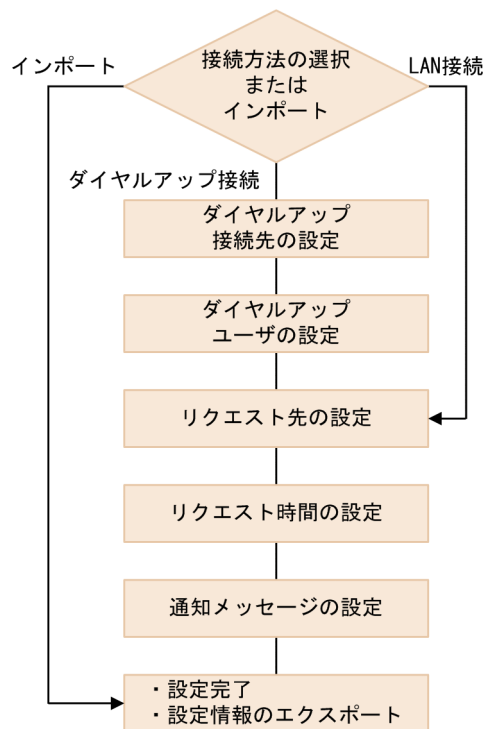 接続方法の選択
または
インポート
インポート
LAN接続
ダイヤルアップ接続
ダイヤルアップ
接続先の設定
ダイヤルアップ
ユーザの設定
リクエスト先の設定
リクエスト時間の設定
通知メッセージの設定
・設定完了
・設定情報のエクスポート